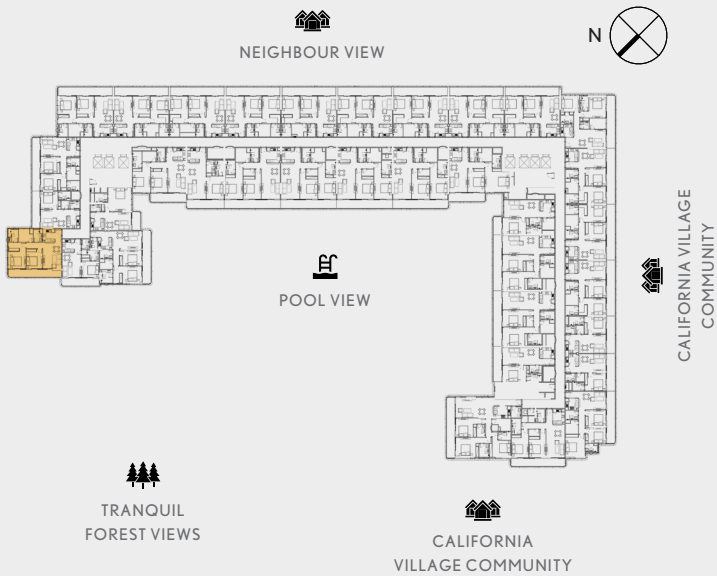 N
NEIGHBOUR VIEW
CALIFORNIA VILLAGE
COMMUNITY
POOL VIEW
TRANQUIL
FOREST VIEWS
CALIFORNIA
VILLAGE COMMUNITY